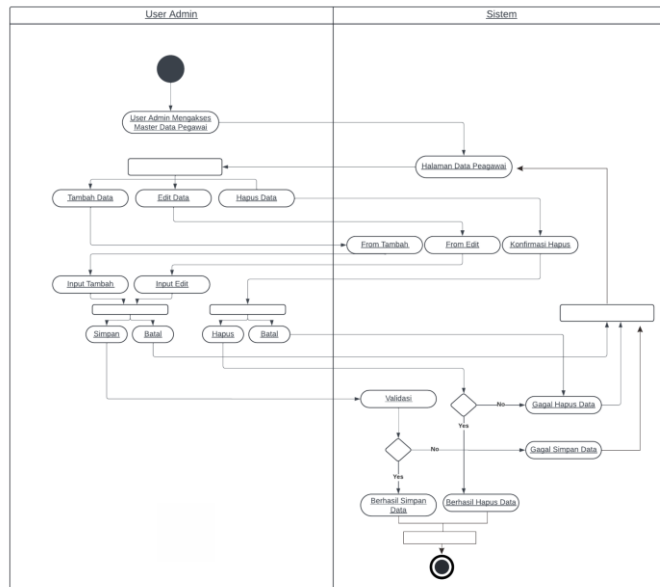 User Admin
Sistem
User Admin Mengakses
Master Data Pegawai
Halaman Data Peagawai
Tambah Data
Edit Data
Hapus Data
From Tambah
From Edit
Konfirmasi Hapus
Input Tambah
Input Edit
Simpan
Batal
Hapus
Batal
Validasi
No
Gagal Hapus Data
Yes
No
Gagal Simpan Data
Yes
Berhasil Simpan
Data
Berhasil Hapus Data